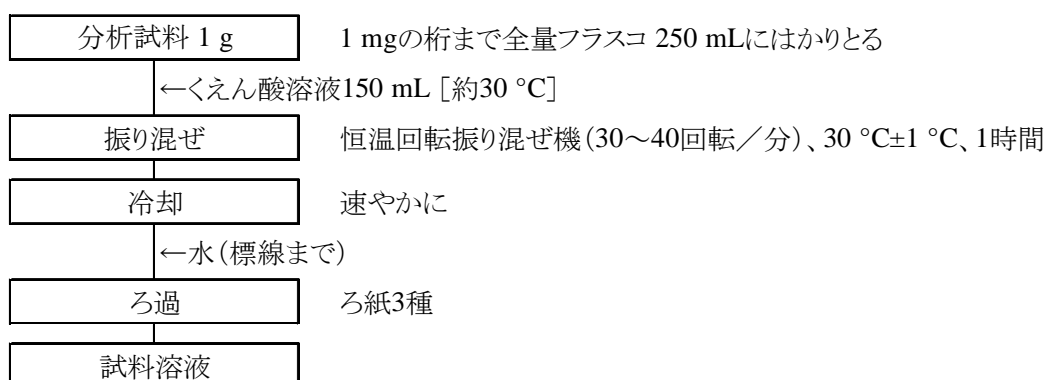 分析試料 1 g 1 mgの桁まで全量フラスコ 250 mLにはかりとる
←くえん酸溶液150 mL [約30 °C]
振り混ぜ 恒温回転振り混ぜ機(30～40回転／分)、30 °C±1 °C、1時間
冷却 速やかに
←水(標線まで)
ろ過 ろ紙3種
試料溶液